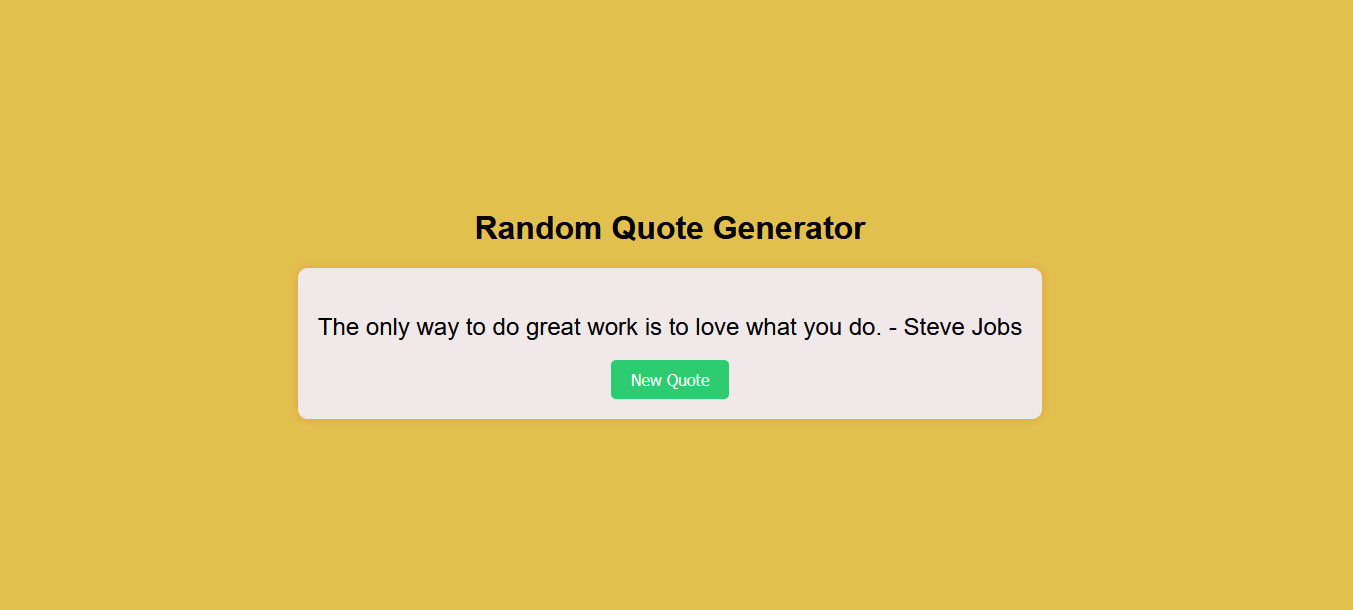 Random Quote Generator
The only way to do great work is to love what you do. - Steve Jobs
New Quote